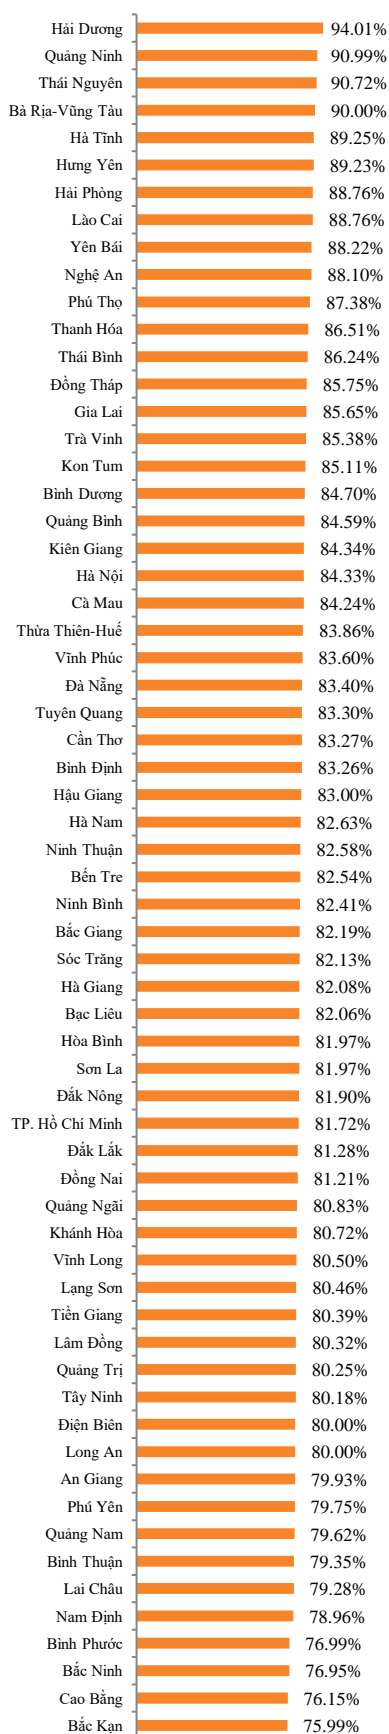 Hải Dương 94.01%
Quảng Ninh 90.99%
Thái Nguyên 90.72%
Bà Rịa-Vũng Tàu 90.00%
Hà Tĩnh 89.25%
Hưng Yên 89.23%
Hải Phòng 88.76%
Lào Cai 88.76%
Yên Bái 88.22%
Nghệ An 88.10%
Phú Thọ 87.38%
Thanh Hóa 86.51%
Thái Bình 86.24%
Đồng Tháp 85.75%
Gia Lai 85.65%
Trà Vinh 85.38%
Kon Tum 85.11%
Bình Dương 84.70%
Quảng Bình 84.59%
Kiên Giang 84.34%
Hà Nội 84.33%
Cà Mau 84.24%
Thừa Thiên-Huế 83.86%
Vĩnh Phúc 83.60%
Đà Nẵng 83.40%
Tuyên Quang 83.30%
Cần Thơ 83.27%
Bình Định 83.26%
Hậu Giang 83.00%
Hà Nam 82.63%
Ninh Thuận 82.58%
Bến Tre 82.54%
Ninh Bình 82.41%
Bắc Giang 82.19%
Sóc Trăng 82.13%
Hà Giang 82.08%
Bạc Liêu 82.06%
Hòa Bình 81.97%
Sơn La 81.97%
Đắk Nông 81.90%
TP. Hồ Chí Minh 81.72%
Đắk Lắk 81.28%
Đồng Nai 81.21%
Quảng Ngãi 80.83%
Khánh Hòa 80.72%
Vĩnh Long 80.50%
Lạng Sơn 80.46%
Tiền Giang 80.39%
Lâm Đồng 80.32%
Quảng Trị 80.25%
Tây Ninh 80.18%
Điện Biên 80.00%
Long An 80.00%
An Giang 79.93%
Phú Yên 79.75%
Quảng Nam 79.62%
Bình Thuận 79.35%
Lai Châu 79.28%
Nam Định 78.96%
Bình Phước 76.99%
Bắc Ninh 76.95%
Cao Bằng 76.15%
Bắc Kạn 75.99%